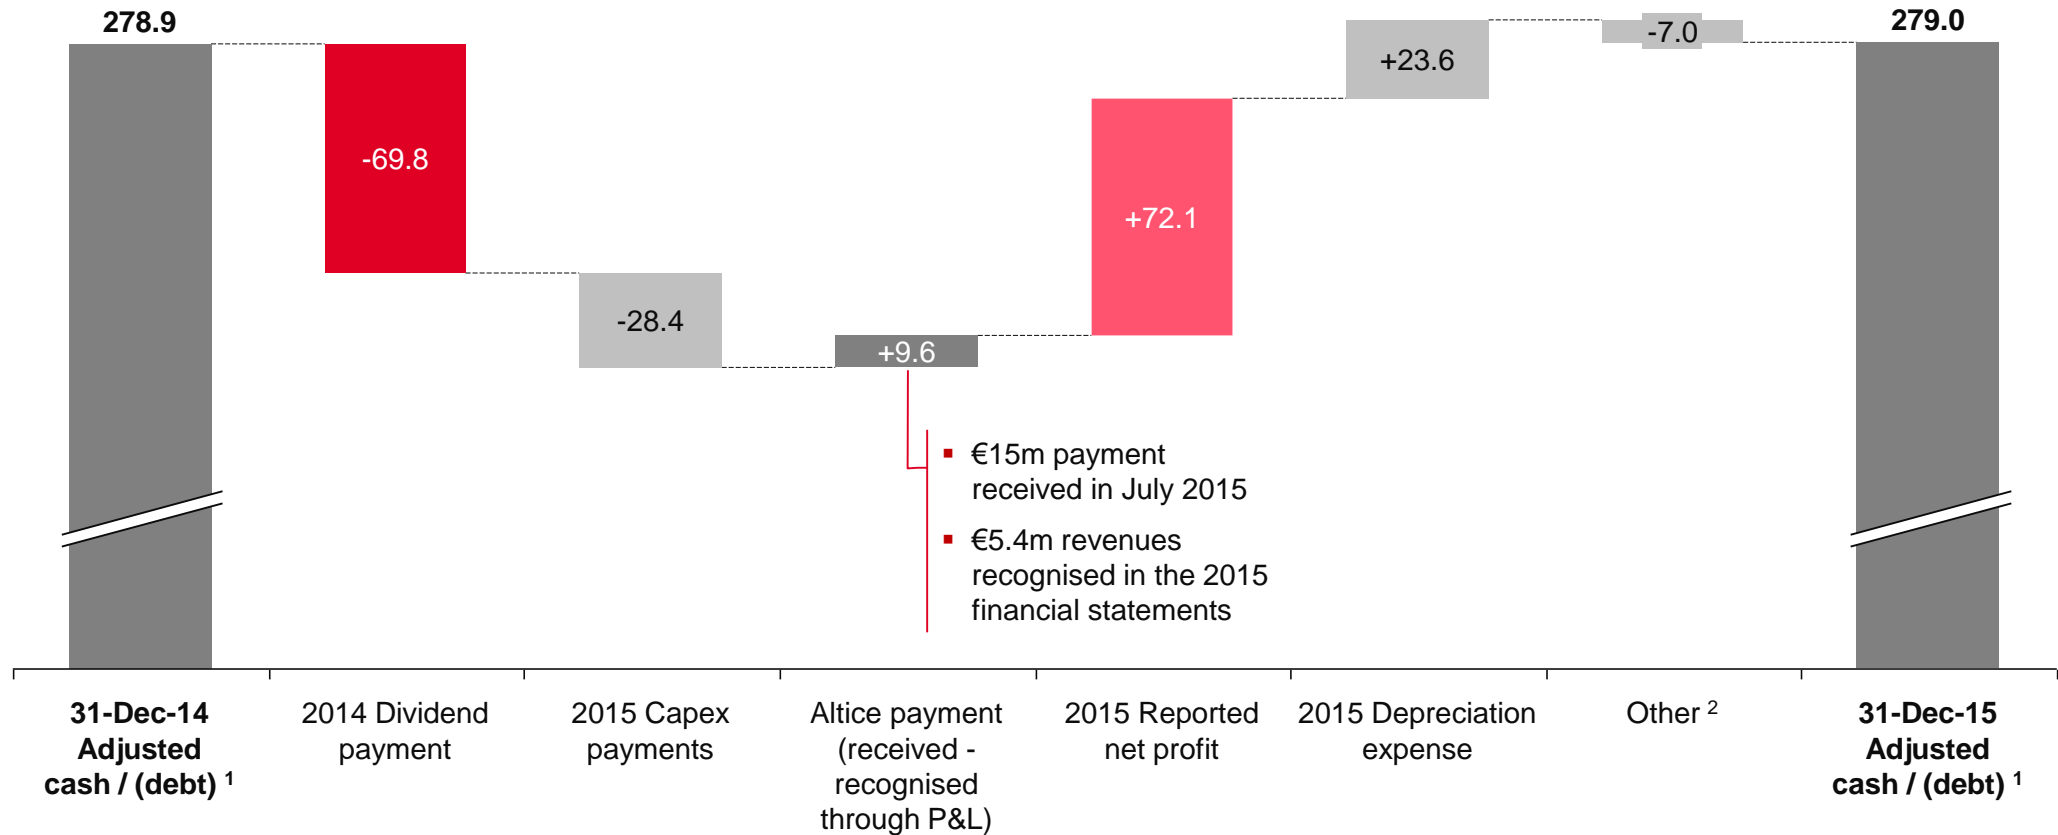 278.9
-69.8
-28.4
+9.6
+72.1
+23.6
-7.0
279.0
▪ €15m payment
received in July 2015
▪ €5.4m revenues
recognised in the 2015
financial statements
31-Dec-14
Adjusted
cash / (debt) 1
2014 Dividend
payment
2015 Capex
payments
Altice payment
(received -
recognised
through P&L)
2015 Reported
net profit
2015 Depreciation
expense
Other 2
31-Dec-15
Adjusted
cash / (debt) 1